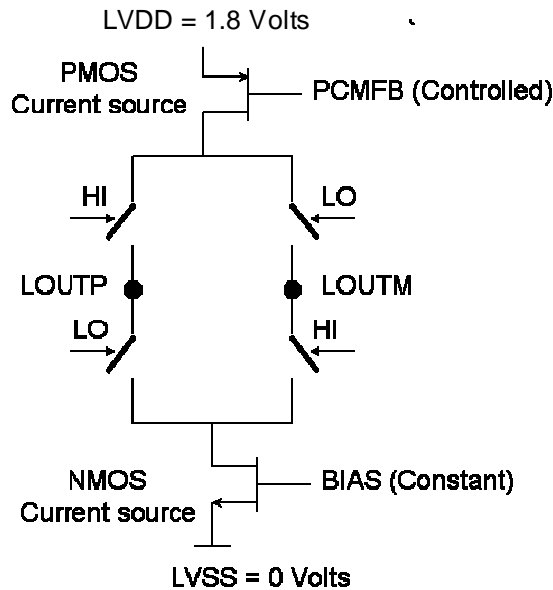 LVDD = 1.8 Volts
PMOS
Current source
PCMFB (Controlled)
HI
LO
LOUTP
LOUTM
LO
HI
NMOS
Current source
BIAS (Constant)
LVSS = 0 Volts